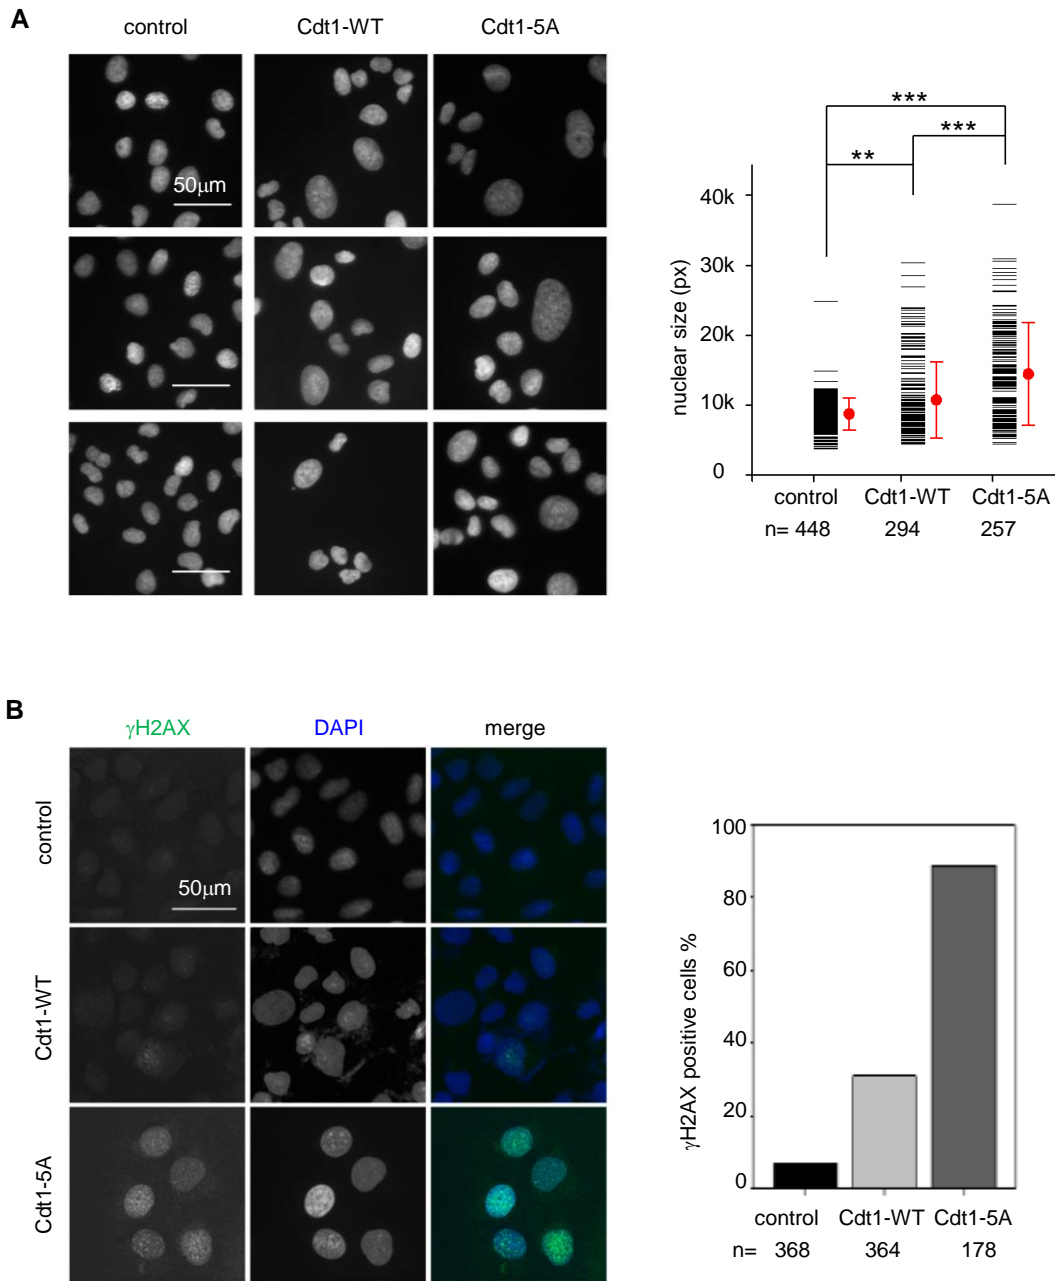 A
control Cdt1-WT Cdt1-5A
50μm
***
***
**
nuclear size (px)
40k
30k
20k
10k
0
control Cdt1-WT Cdt1-5A
n= 448 294 257
B
γH2AX DAPI merge
control
50μm
Cdt1-WT
Cdt1-5A
γH2AX positive cells %
100
80
60
40
20
0
control Cdt1-WT Cdt1-5A
n= 368 364 178